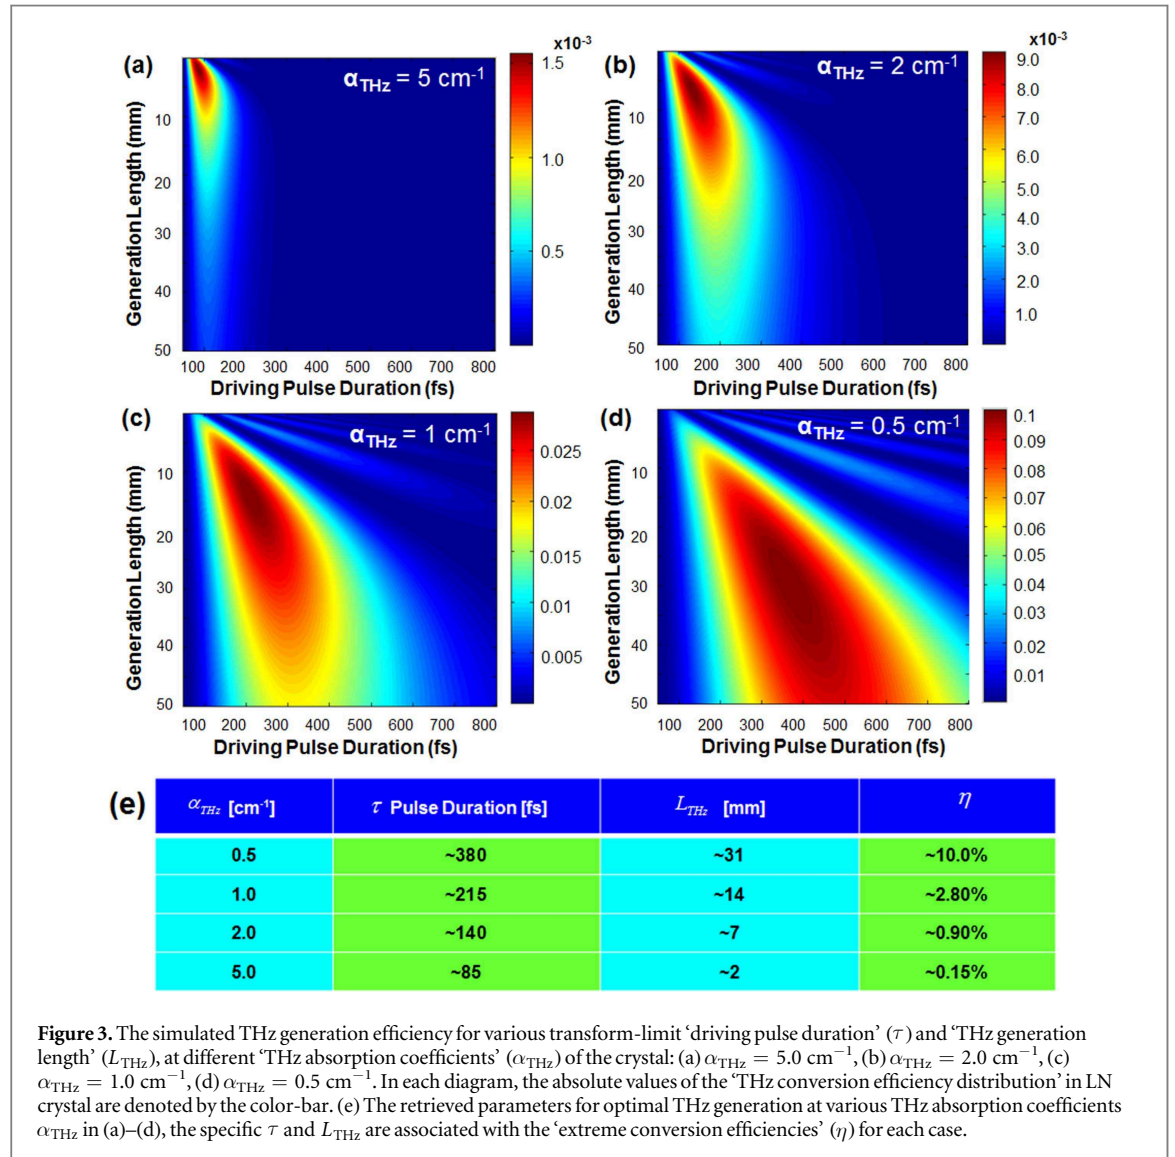 (a)
α_THz = 5 cm⁻¹
x10⁻³
1.5
1.0
0.5
Generation Length (mm)
10
20
30
40
50
100 200 300 400 500 600 700 800
Driving Pulse Duration (fs)
(b)
α_THz = 2 cm⁻¹
x10⁻³
9.0
8.0
7.0
6.0
5.0
4.0
3.0
2.0
1.0
Generation Length (mm)
10
20
30
40
50
100 200 300 400 500 600 700 800
Driving Pulse Duration (fs)
(c)
α_THz = 1 cm⁻¹
0.025
0.02
0.015
0.01
0.005
Generation Length (mm)
10
20
30
40
50
100 200 300 400 500 600 700 800
Driving Pulse Duration (fs)
(d)
α_THz = 0.5 cm⁻¹
0.1
0.09
0.08
0.07
0.06
0.05
0.04
0.03
0.02
0.01
Generation Length (mm)
10
20
30
40
50
100 200 300 400 500 600 700 800
Driving Pulse Duration (fs)
(e)
α_THz [cm⁻¹] τ Pulse Duration [fs] L_THz [mm] η
0.5 ~380 ~31 ~10.0%
1.0 ~215 ~14 ~2.80%
2.0 ~140 ~7 ~0.90%
5.0 ~85 ~2 ~0.15%
Figure 3. The simulated THz generation efficiency for various transform-limit ‘driving pulse duration’ (τ) and ‘THz generation
length’ (L_THz), at different ‘THz absorption coefficients’ (α_THz) of the crystal: (a) α_THz = 5.0 cm⁻¹, (b) α_THz = 2.0 cm⁻¹, (c)
α_THz = 1.0 cm⁻¹, (d) α_THz = 0.5 cm⁻¹. In each diagram, the absolute values of the ‘THz conversion efficiency distribution’ in LN
crystal are denoted by the color-bar. (e) The retrieved parameters for optimal THz generation at various THz absorption coefficients
α_THz in (a)–(d), the specific τ and L_THz are associated with the ‘extreme conversion efficiencies’ (η) for each case.